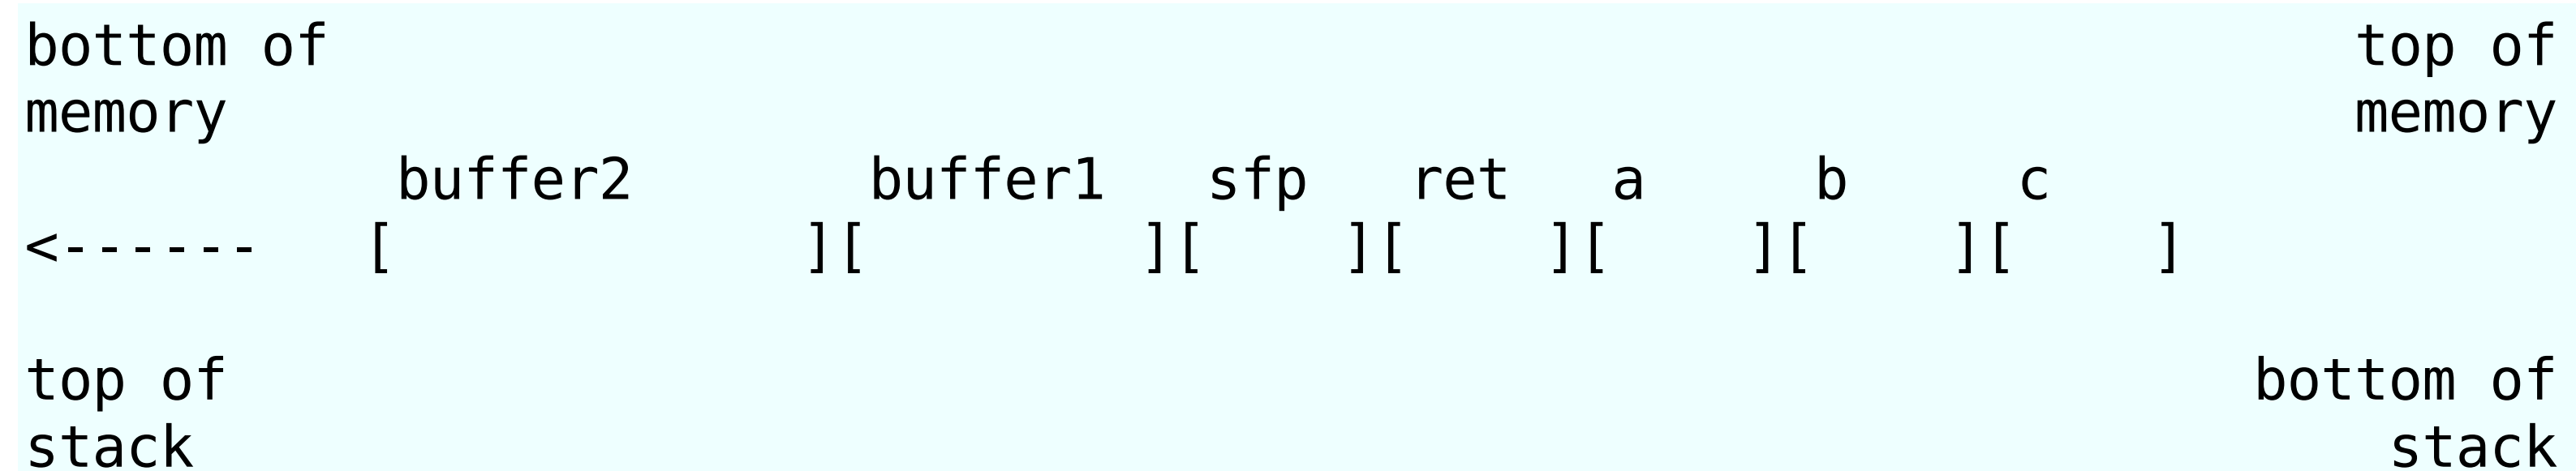 bottom of                                                            top of
memory                                                               memory
           buffer2       buffer1   sfp   ret   a     b     c
<------   [            ][        ][    ][    ][    ][    ][    ]

top of                                                            bottom of
stack                                                                 stack